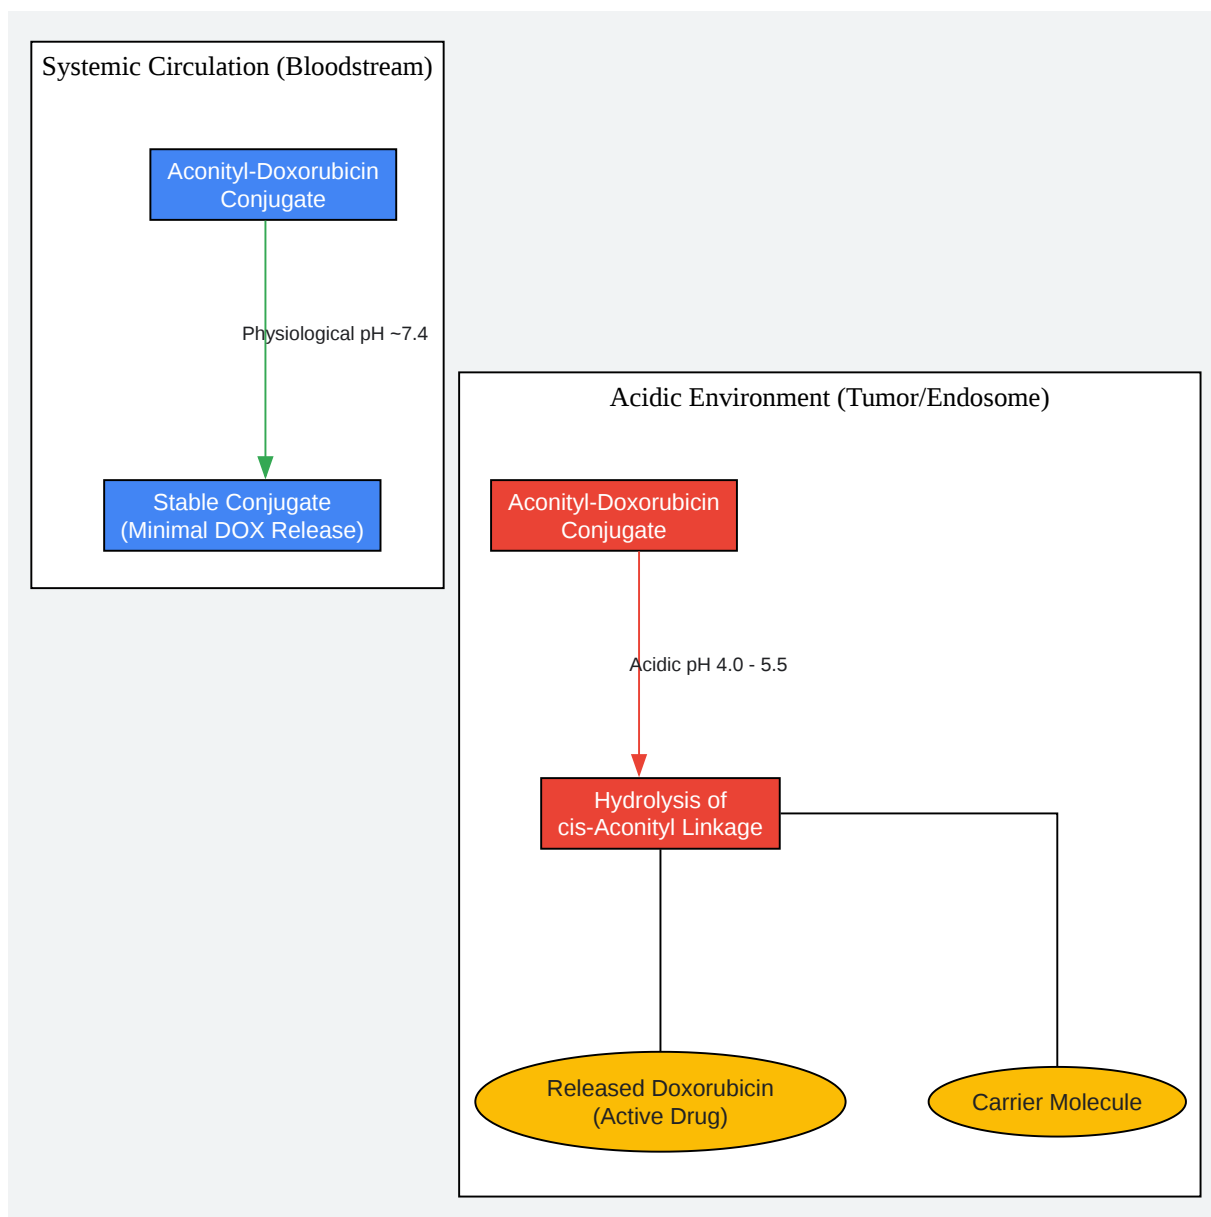 Systemic Circulation (Bloodstream)
Aconityl-Doxorubicin
Conjugate
Physiological pH ~7.4
Stable Conjugate
(Minimal DOX Release)
Acidic Environment (Tumor/Endosome)
Aconityl-Doxorubicin
Conjugate
Acidic pH 4.0 - 5.5
Hydrolysis of
cis-Aconityl Linkage
Released Doxorubicin
(Active Drug)
Carrier Molecule